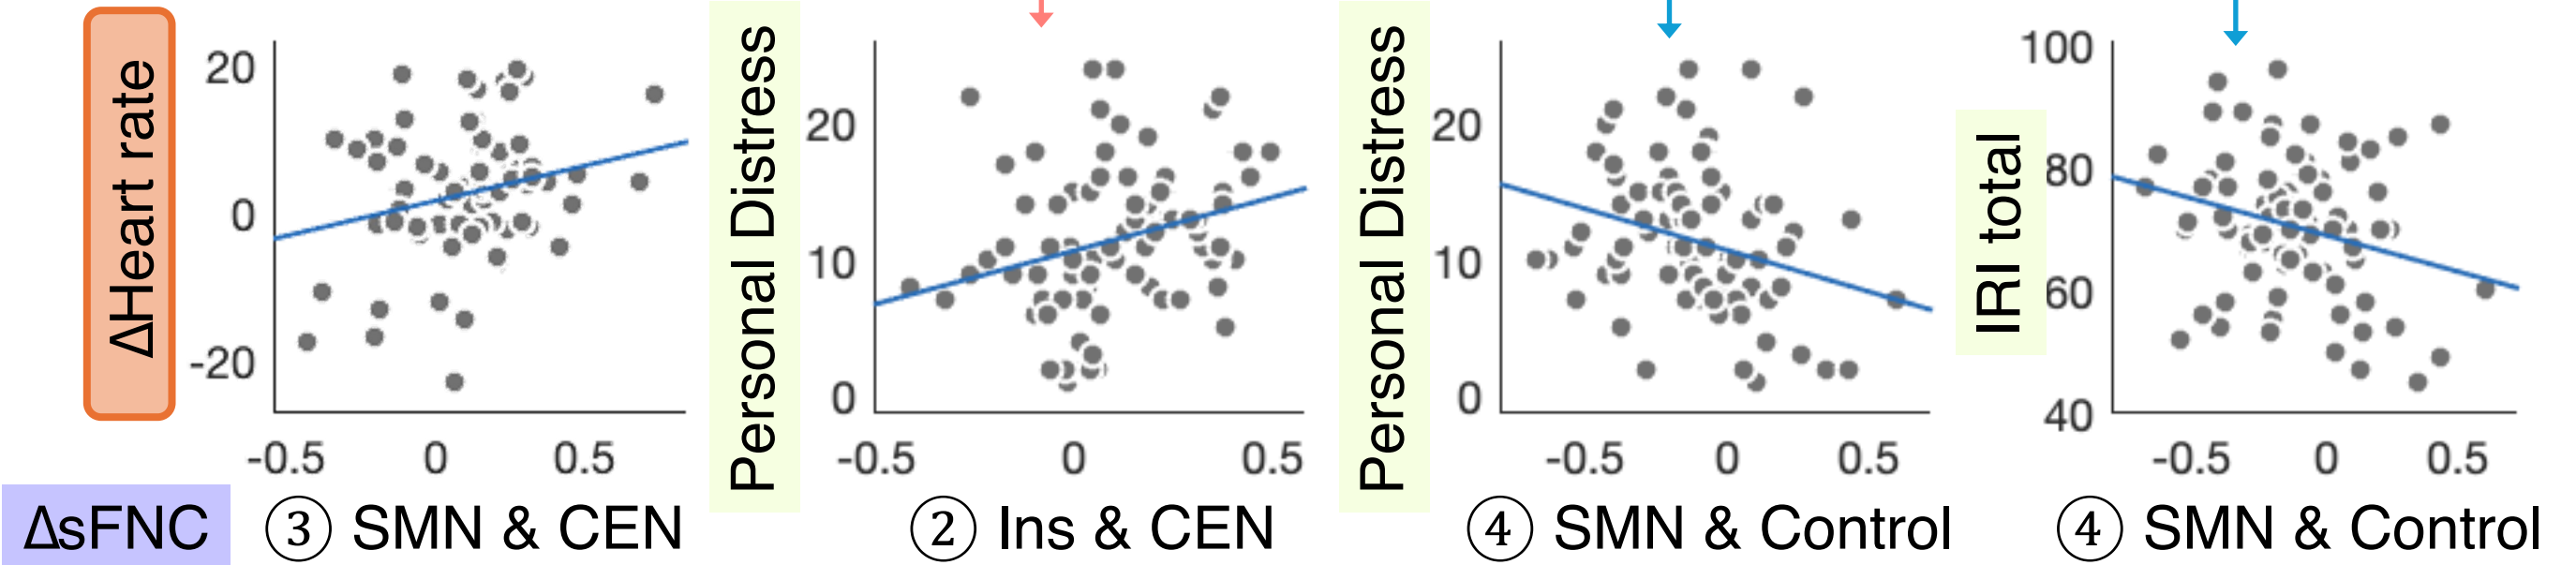 ΔHeart rate
20
0
-20
-0.5 0 0.5
ΔsFNC
③ SMN & CEN
Personal Distress
20
10
0
-0.5 0 0.5
② Ins & CEN
Personal Distress
20
10
0
-0.5 0 0.5
④ SMN & Control
IRI total
100
80
60
40
-0.5 0 0.5
④ SMN & Control